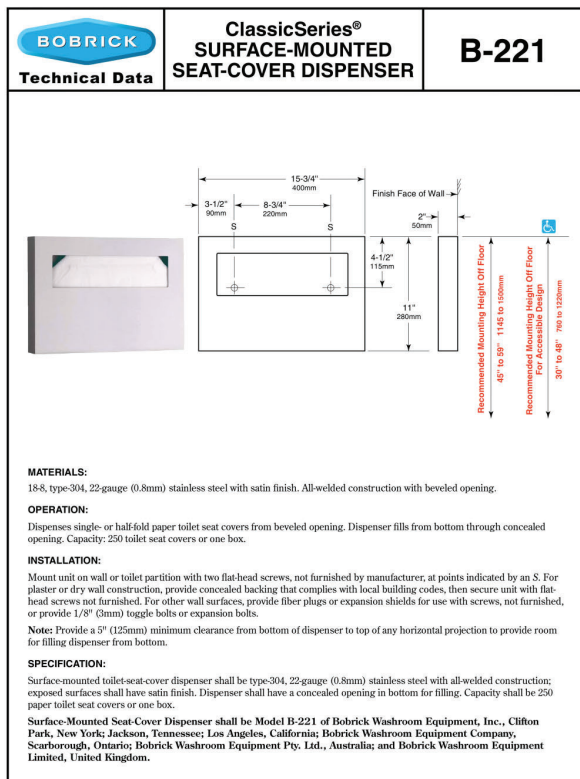 BOBRICK
Technical Data
ClassicSeries®
SURFACE-MOUNTED
SEAT-COVER DISPENSER
B-221
15-3/4"
400mm
Finish Face of Wall
3-1/2"
90mm
8-3/4"
220mm
2"
50mm
S
S
4-1/2"
115mm
11"
280mm
Recommended Mounting Height Off Floor
45" to 59" 1145 to 1500mm
Recommended Mounting Height Off Floor
For Accessible Design
30" to 48" 760 to 1220mm
MATERIALS:
18-8, type-304, 22-gauge (0.8mm) stainless steel with satin finish. All-welded construction with beveled opening.
OPERATION:
Dispenses single- or half-fold paper toilet seat covers from beveled opening. Dispenser fills from bottom through concealed
opening. Capacity: 250 toilet seat covers or one box.
INSTALLATION:
Mount unit on wall or toilet partition with two flat-head screws, not furnished by manufacturer, at points indicated by an S. For
plaster or dry wall construction, provide concealed backing that complies with local building codes, then secure unit with flat-
head screws not furnished. For other wall surfaces, provide fiber plugs or expansion shields for use with screws, not furnished,
or provide 1/8" (3mm) toggle bolts or expansion bolts.
Note: Provide a 5" (125mm) minimum clearance from bottom of dispenser to top of any horizontal projection to provide room
for filling dispenser from bottom.
SPECIFICATION:
Surface-mounted toilet-seat-cover dispenser shall be type-304, 22-gauge (0.8mm) stainless steel with all-welded construction;
exposed surfaces shall have satin finish. Dispenser shall have a concealed opening in bottom for filling. Capacity shall be 250
paper toilet seat covers or one box.
Surface-Mounted Seat-Cover Dispenser shall be Model B-221 of Bobrick Washroom Equipment, Inc., Clifton
Park, New York; Jackson, Tennessee; Los Angeles, California; Bobrick Washroom Equipment Company,
Scarborough, Ontario; Bobrick Washroom Equipment Pty. Ltd., Australia; and Bobrick Washroom Equipment
Limited, United Kingdom.